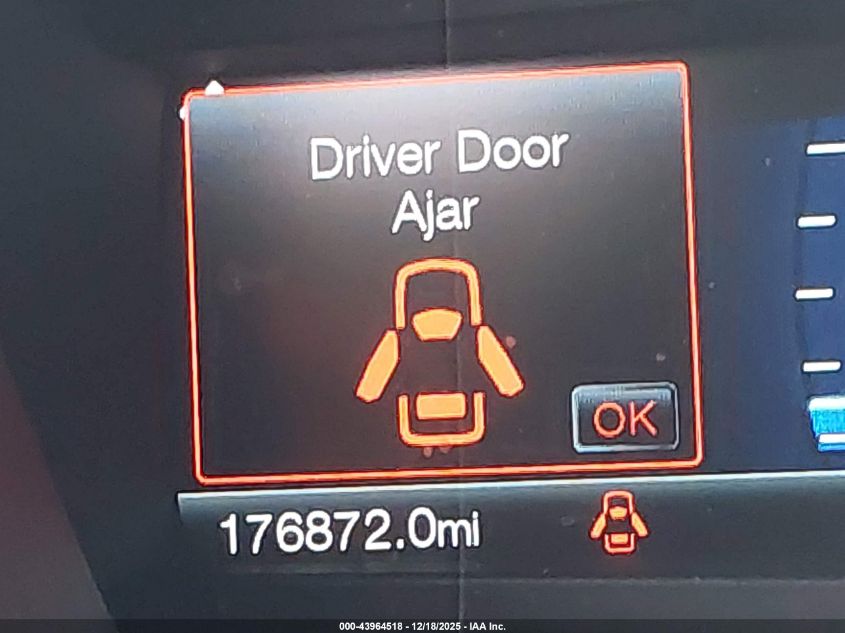 Driver Door
Ajar
OK
176872.0mi
000-43964518 - 12/18/2025 - IAA Inc.